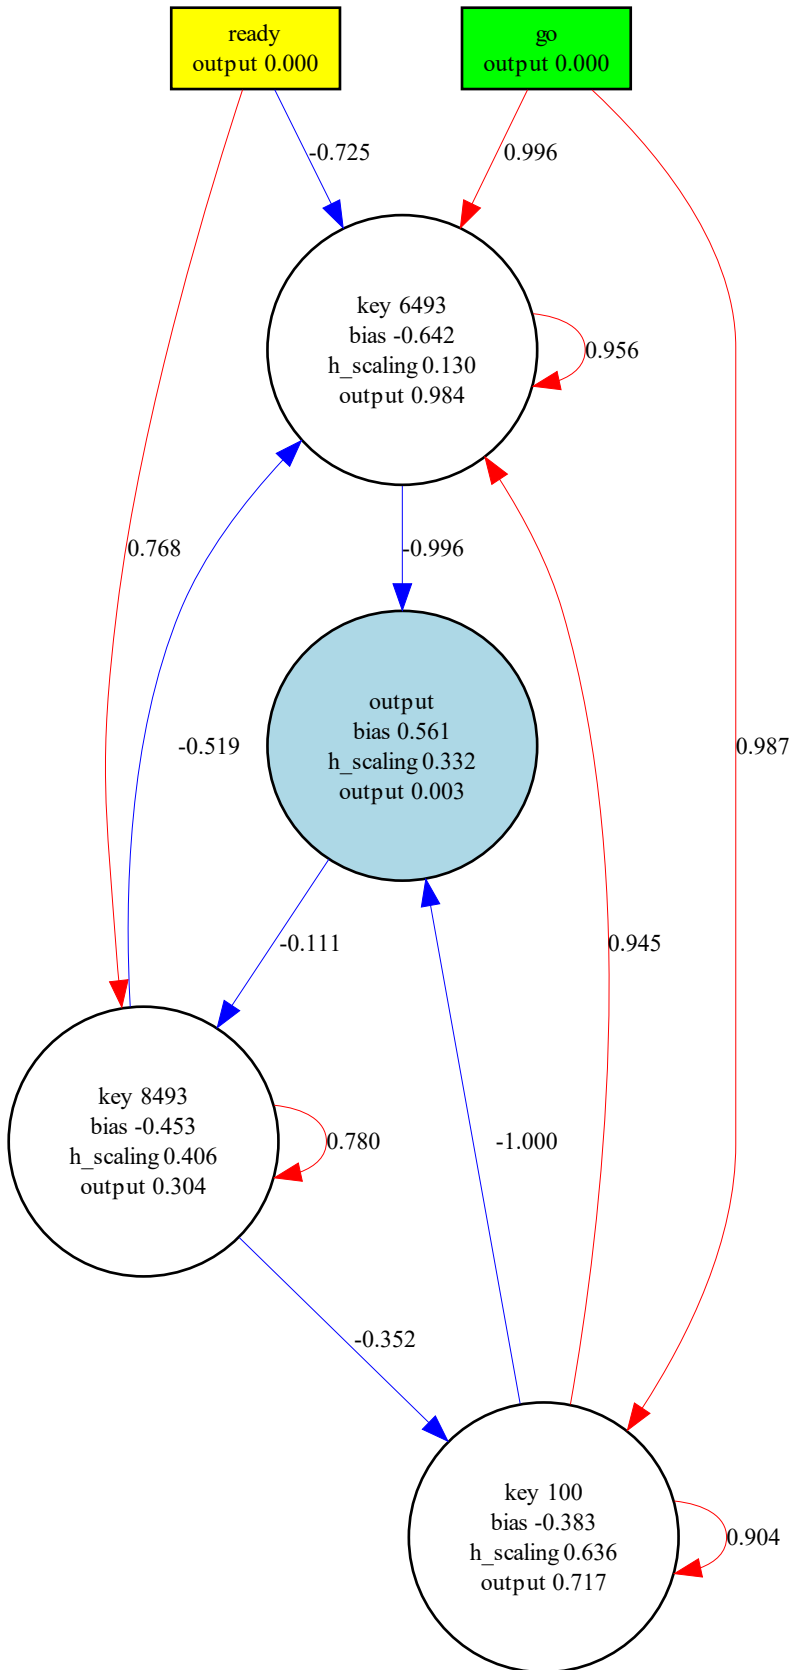 ready
output 0.000
go
output 0.000
-0.725
0.996
key 6493
bias -0.642
h_scaling 0.130
output 0.984
0.956
0.768
-0.996
output
bias 0.561
h_scaling 0.332
output 0.003
-0.519
0.987
-0.111
0.945
key 8493
bias -0.453
h_scaling 0.406
output 0.304
0.780
-1.000
-0.352
key 100
bias -0.383
h_scaling 0.636
output 0.717
0.904